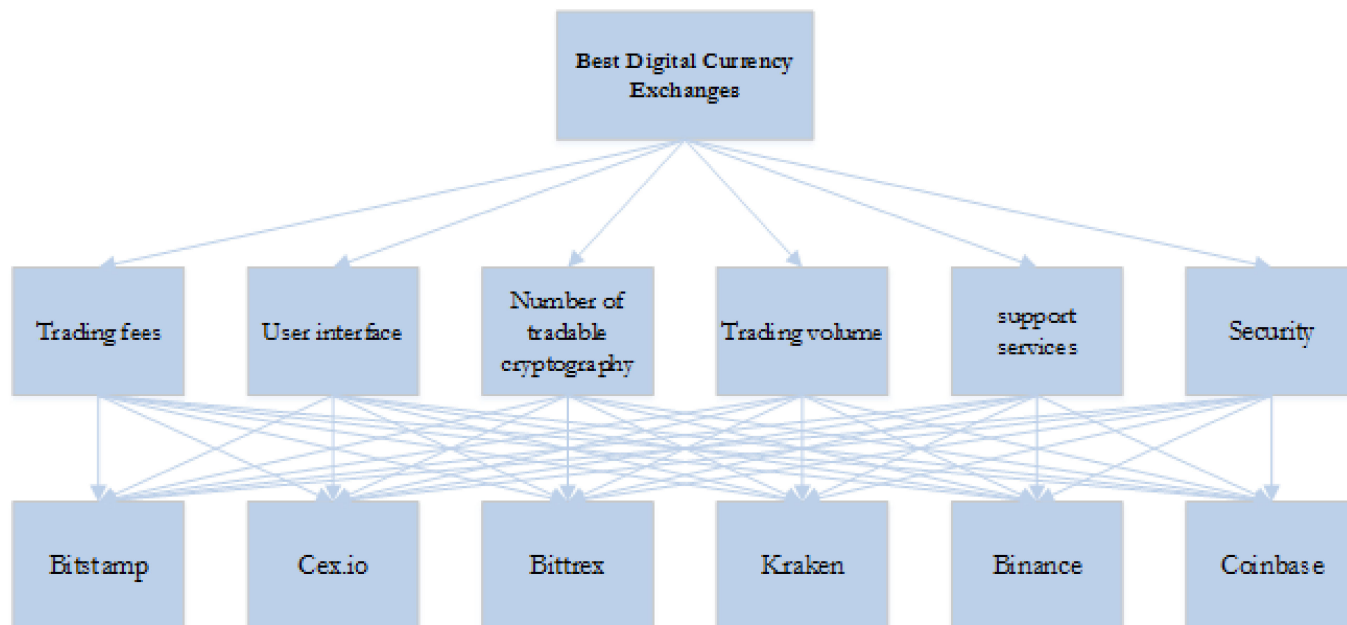 Best Digital Currency
Exchanges
Trading fees
User interface
Number of
tradable
cryptography
Trading volume
support
services
Security
Bitstamp
Cex.io
Bittrex
Kraken
Binance
Coinbase